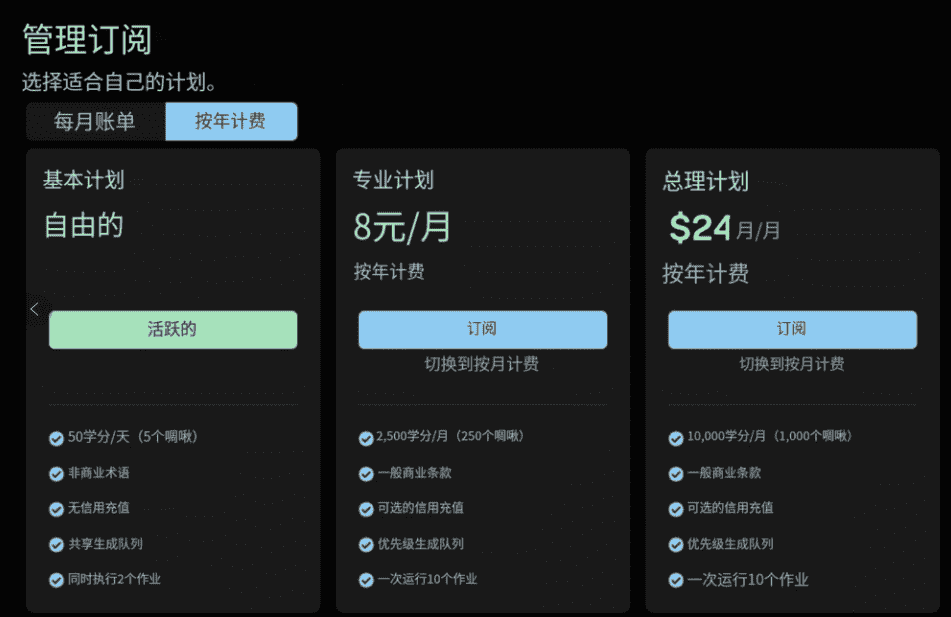 管理订阅
选择适合自己的计划。
每月账单
按年计费
基本计划
自由的
活跃的
50学分/天（5个啁啾）
非商业术语
无信用充值
共享生成队列
同时执行2个作业
专业计划
8元/月
按年计费
订阅
切换到按月计费
2,500学分/月（250个啁啾）
一般商业条款
可选的信用充值
优先级生成队列
一次运行10个作业
总理计划
$24 月/月
按年计费
订阅
切换到按月计费
10,000学分/月（1,000个啁啾）
一般商业条款
可选的信用充值
优先级生成队列
一次运行10个作业